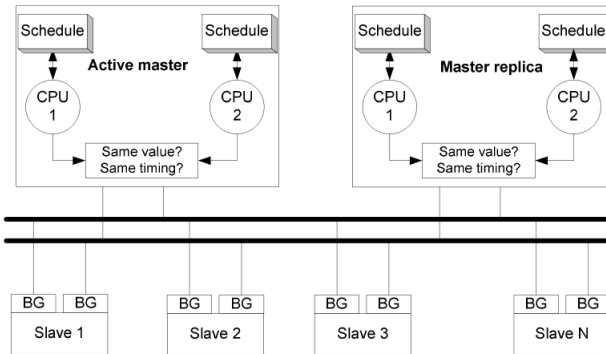 Schedule
Schedule
Active master
CPU
1
CPU
2
Same value?
Same timing?
Schedule
Schedule
Master replica
CPU
1
CPU
2
Same value?
Same timing?
BG
BG
Slave 1
BG
BG
Slave 2
BG
BG
Slave 3
BG
BG
Slave N